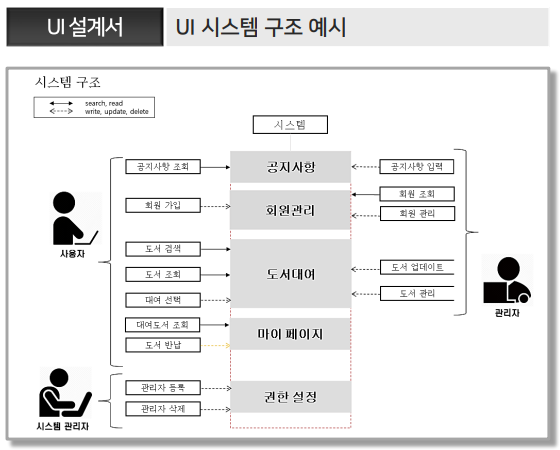 UI 설계서
UI 시스템 구조 예시
시스템 구조
search, read
write, update, delete
시스템
공지사항 조회
공지사항
공지사항 입력
회원 가입
회원관리
회원 조회
회원 관리
사용자
도서 검색
도서 조회
대여 선택
도서대여
도서 업데이트
도서 관리
관리자
대여도서 조회
도서 반납
마이 페이지
관리자 등록
관리자 삭제
권한 설정
시스템 관리자